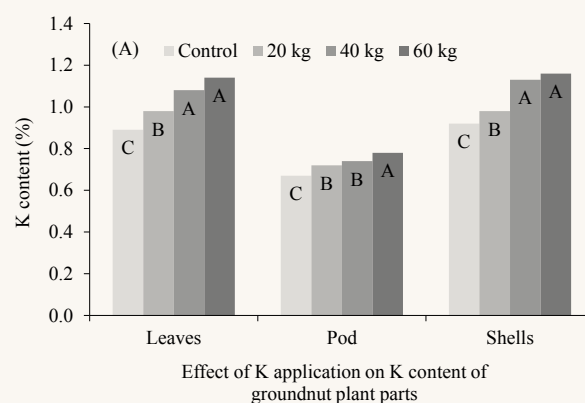 1.4
(A) Control 20 kg 40 kg 60 kg
1.2
1.0
0.8
0.6
0.4
0.2
0.0
K content (%)
C B A A
C B B A
C B A A
Leaves Pod Shells
Effect of K application on K content of
groundnut plant parts